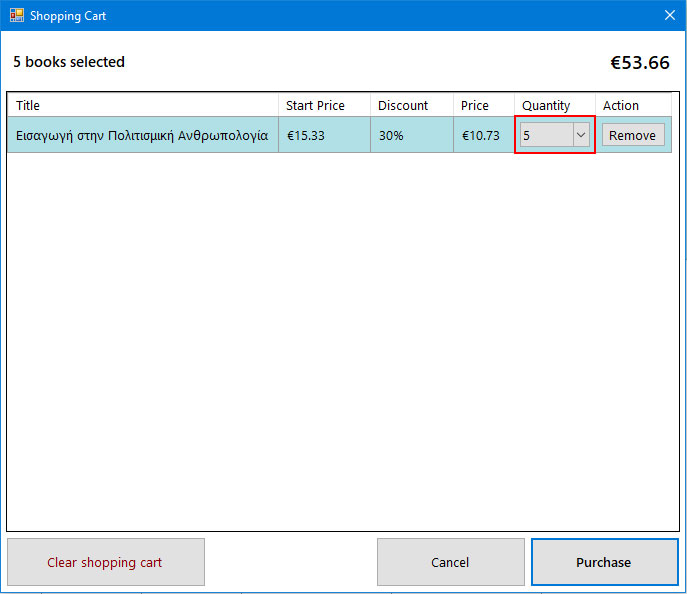 Shopping Cart
5 books selected
€53.66
Title Start Price Discount Price Quantity Action
Εισαγωγή στην Πολιτισμική Ανθρωπολογία €15.33 30% €10.73 5 Remove
Clear shopping cart Cancel Purchase